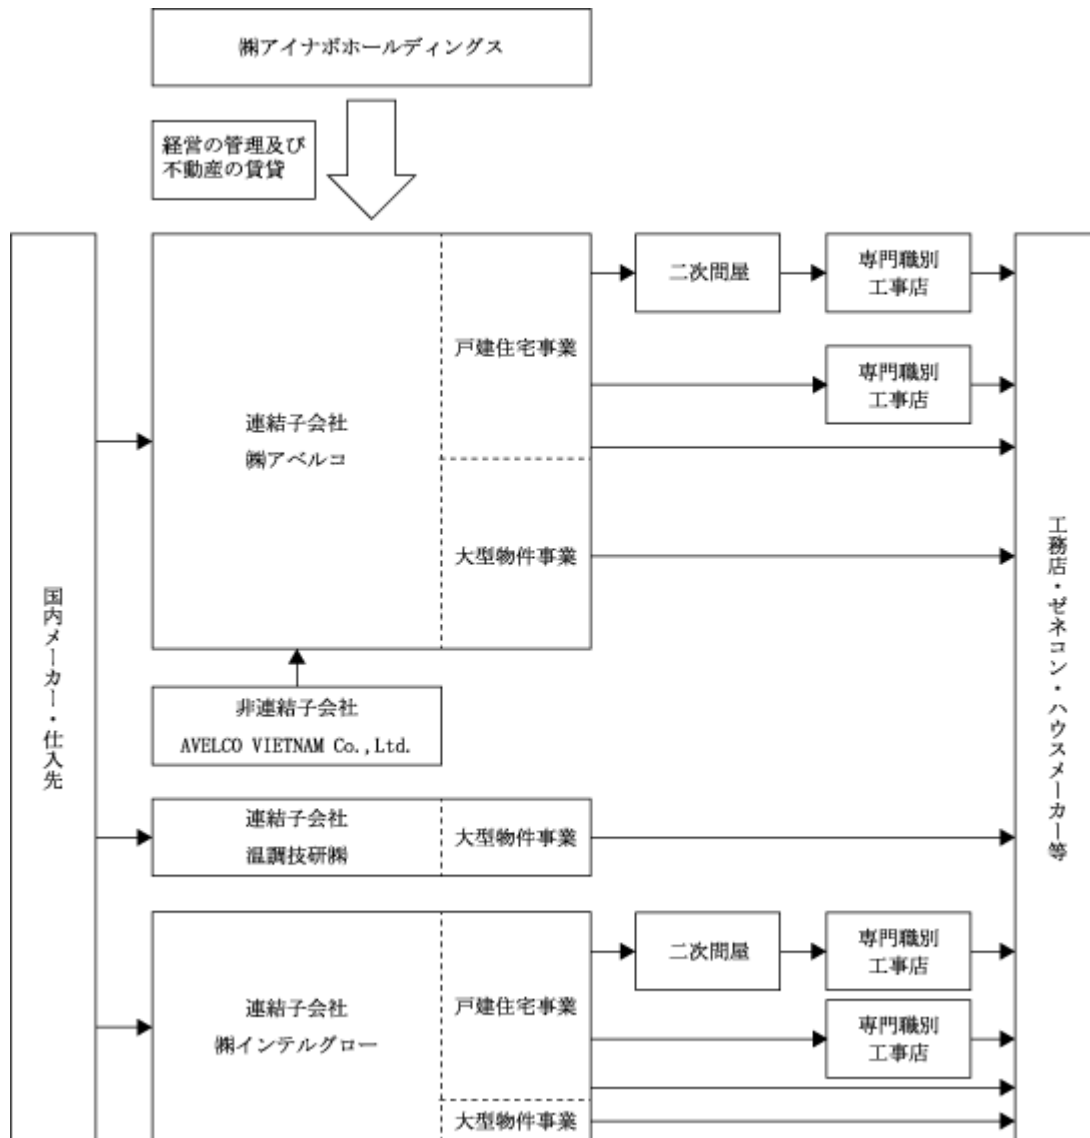 ㈱アイナボホールディングス
経営の管理及び
不動産の賃貸
国内メーカー・仕入先
連結子会社
㈱アベルコ
戸建住宅事業
大型物件事業
二次問屋
専門職別
工事店
専門職別
工事店
工務店・ゼネコン・ハウスメーカー等
非連結子会社
AVELCO VIETNAM Co.,Ltd.
連結子会社
温調技研㈱
大型物件事業
連結子会社
㈱インテルグロー
戸建住宅事業
大型物件事業
二次問屋
専門職別
工事店
専門職別
工事店